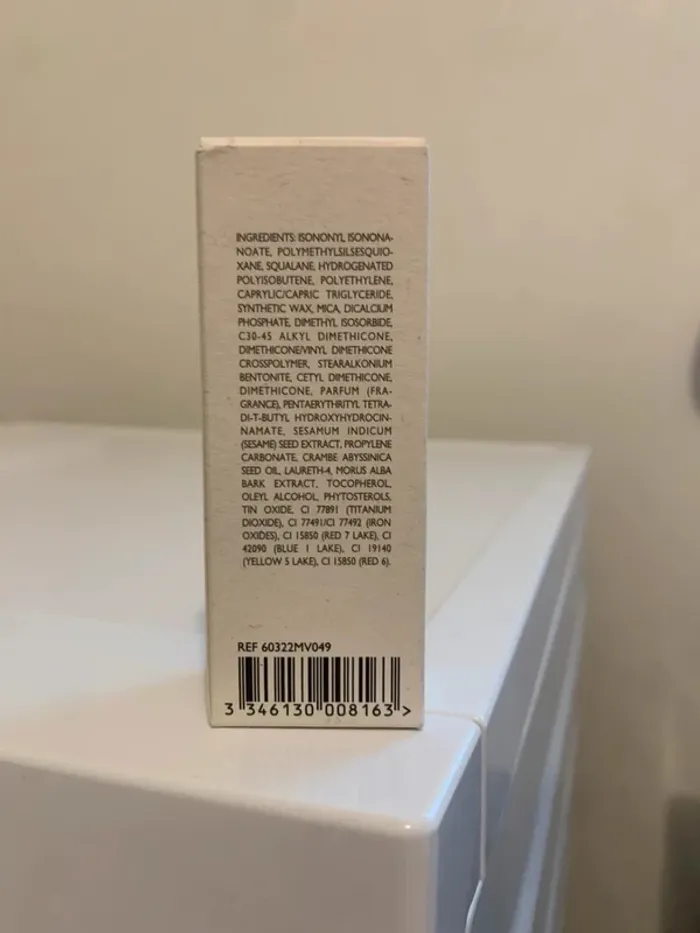 INGREDIENTS: ISONONYL ISONONA-
NOATE, POLYMETHYLSILSESQUIO-
XANE, SQUALANE, HYDROGENATED
POLYISOBUTENE, POLYETHYLENE,
CAPRYLIC/CAPRIC TRIGLYCERIDE,
SYNTHETIC WAX, MICA, DICALCIUM
PHOSPHATE, DIMETHYL ISOSORBIDE,
C30-45 ALKYL DIMETHICONE,
DIMETHICONE/VINYL DIMETHICONE
CROSSPOLYMER, STEARALKONIUM
BENTONITE, CETYL DIMETHICONE,
DIMETHICONE, PARFUM (FRA-
GRANCE), PENTAERYTHRITYL TETRA-
DI-T-BUTYL HYDROXYHYDROCIN-
NAMATE, SESAMUM INDICUM
(SESAME) SEED EXTRACT, PROPYLENE
CARBONATE, CRAMBE ABYSSINICA
SEED OIL, LAURETH-4, MORUS ALBA
BARK EXTRACT, TOCOPHEROL,
OLEYL ALCOHOL, PHYTOSTEROLS,
TIN OXIDE, CI 77891 (TITANIUM
DIOXIDE), CI 77491/CI 77492 (IRON
OXIDES), CI 15850 (RED 7 LAKE), CI
42090 (BLUE 1 LAKE), CI 19140
(YELLOW 5 LAKE), CI 15850 (RED 6).
REF 60322MV049
3 346130 008163 >